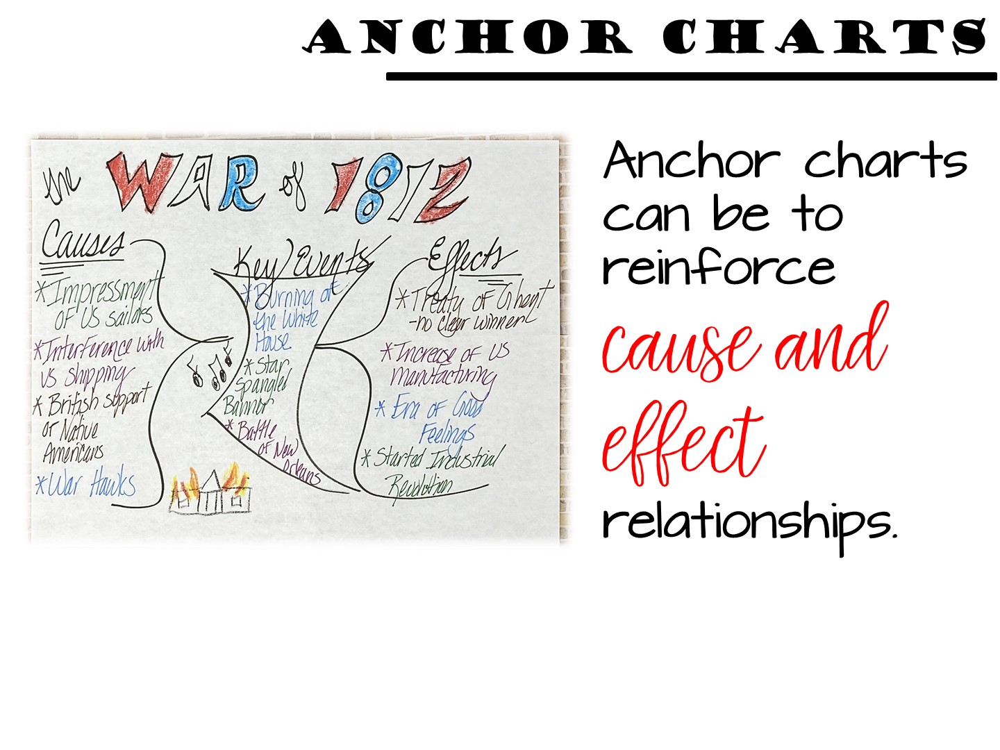 ANCHOR CHARTS
the WAR of 1812
Causes
* Impressment
of US sailors
* Interference with
US shipping
* British support
of Native
Americans
* War Hawks
Key Events
* Burning of
the White
House
* Star
Spangled
Banner
* Battle
of New
Orleans
Effects
* Treaty of Ghent
-no clear winner
* Increase of US
manufacturing
* Era of Good
Feelings
* Started Industrial
Revolution
Anchor charts
can be to
reinforce
cause and
effect
relationships.